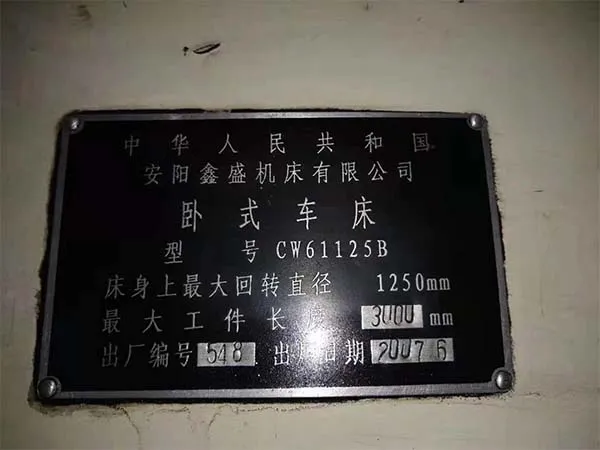 中华人民共和国
安阳鑫盛机床有限公司
卧式车床
型号 CW61125B
床身上最大回转直径 1250mm
最大工件长度 3000 mm
出厂编号 548 出厂日期 2007 6